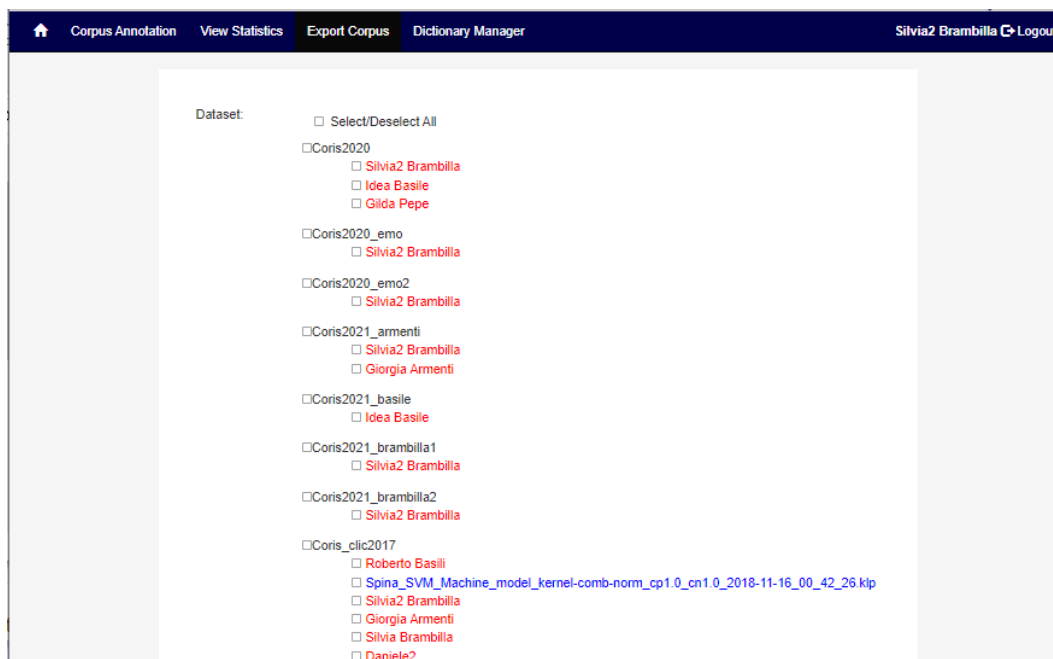 Corpus Annotation View Statistics Export Corpus Dictionary Manager Silvia2 Brambilla Logou
Dataset:
Select/Deselect All
Coris2020
Silvia2 Brambilla
Idea Basile
Gilda Pepe
Coris2020_emo
Silvia2 Brambilla
Coris2020_emo2
Silvia2 Brambilla
Coris2021_armenti
Silvia2 Brambilla
Giorgia Armenti
Coris2021_basile
Idea Basile
Coris2021_brambilla1
Silvia2 Brambilla
Coris2021_brambilla2
Silvia2 Brambilla
Coris_clic2017
Roberto Basili
Spina_SVM_Machine_model_kernel-comb-norm_cp1.0_cn1.0_2018-11-16_00_42_26.klp
Silvia2 Brambilla
Giorgia Armenti
Silvia Brambilla
Daniele2